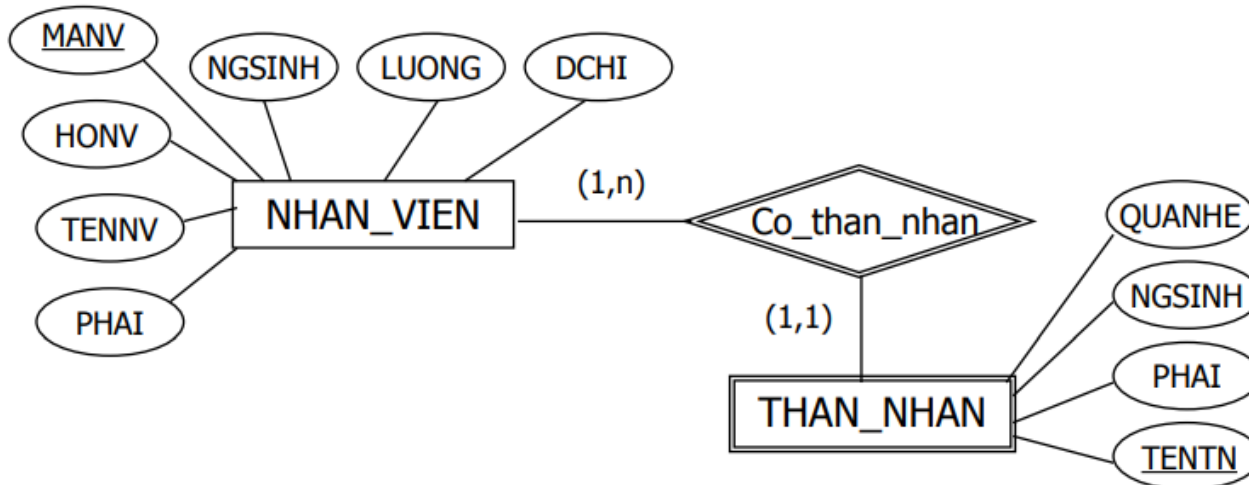 MANV
NGSINH
LUONG
DCHI
HONV
NHAN_VIEN
(1,n)
Co_than_nhan
QUANHE
TENNV
NGSINH
PHAI
(1,1)
PHAI
THAN_NHAN
TENTN